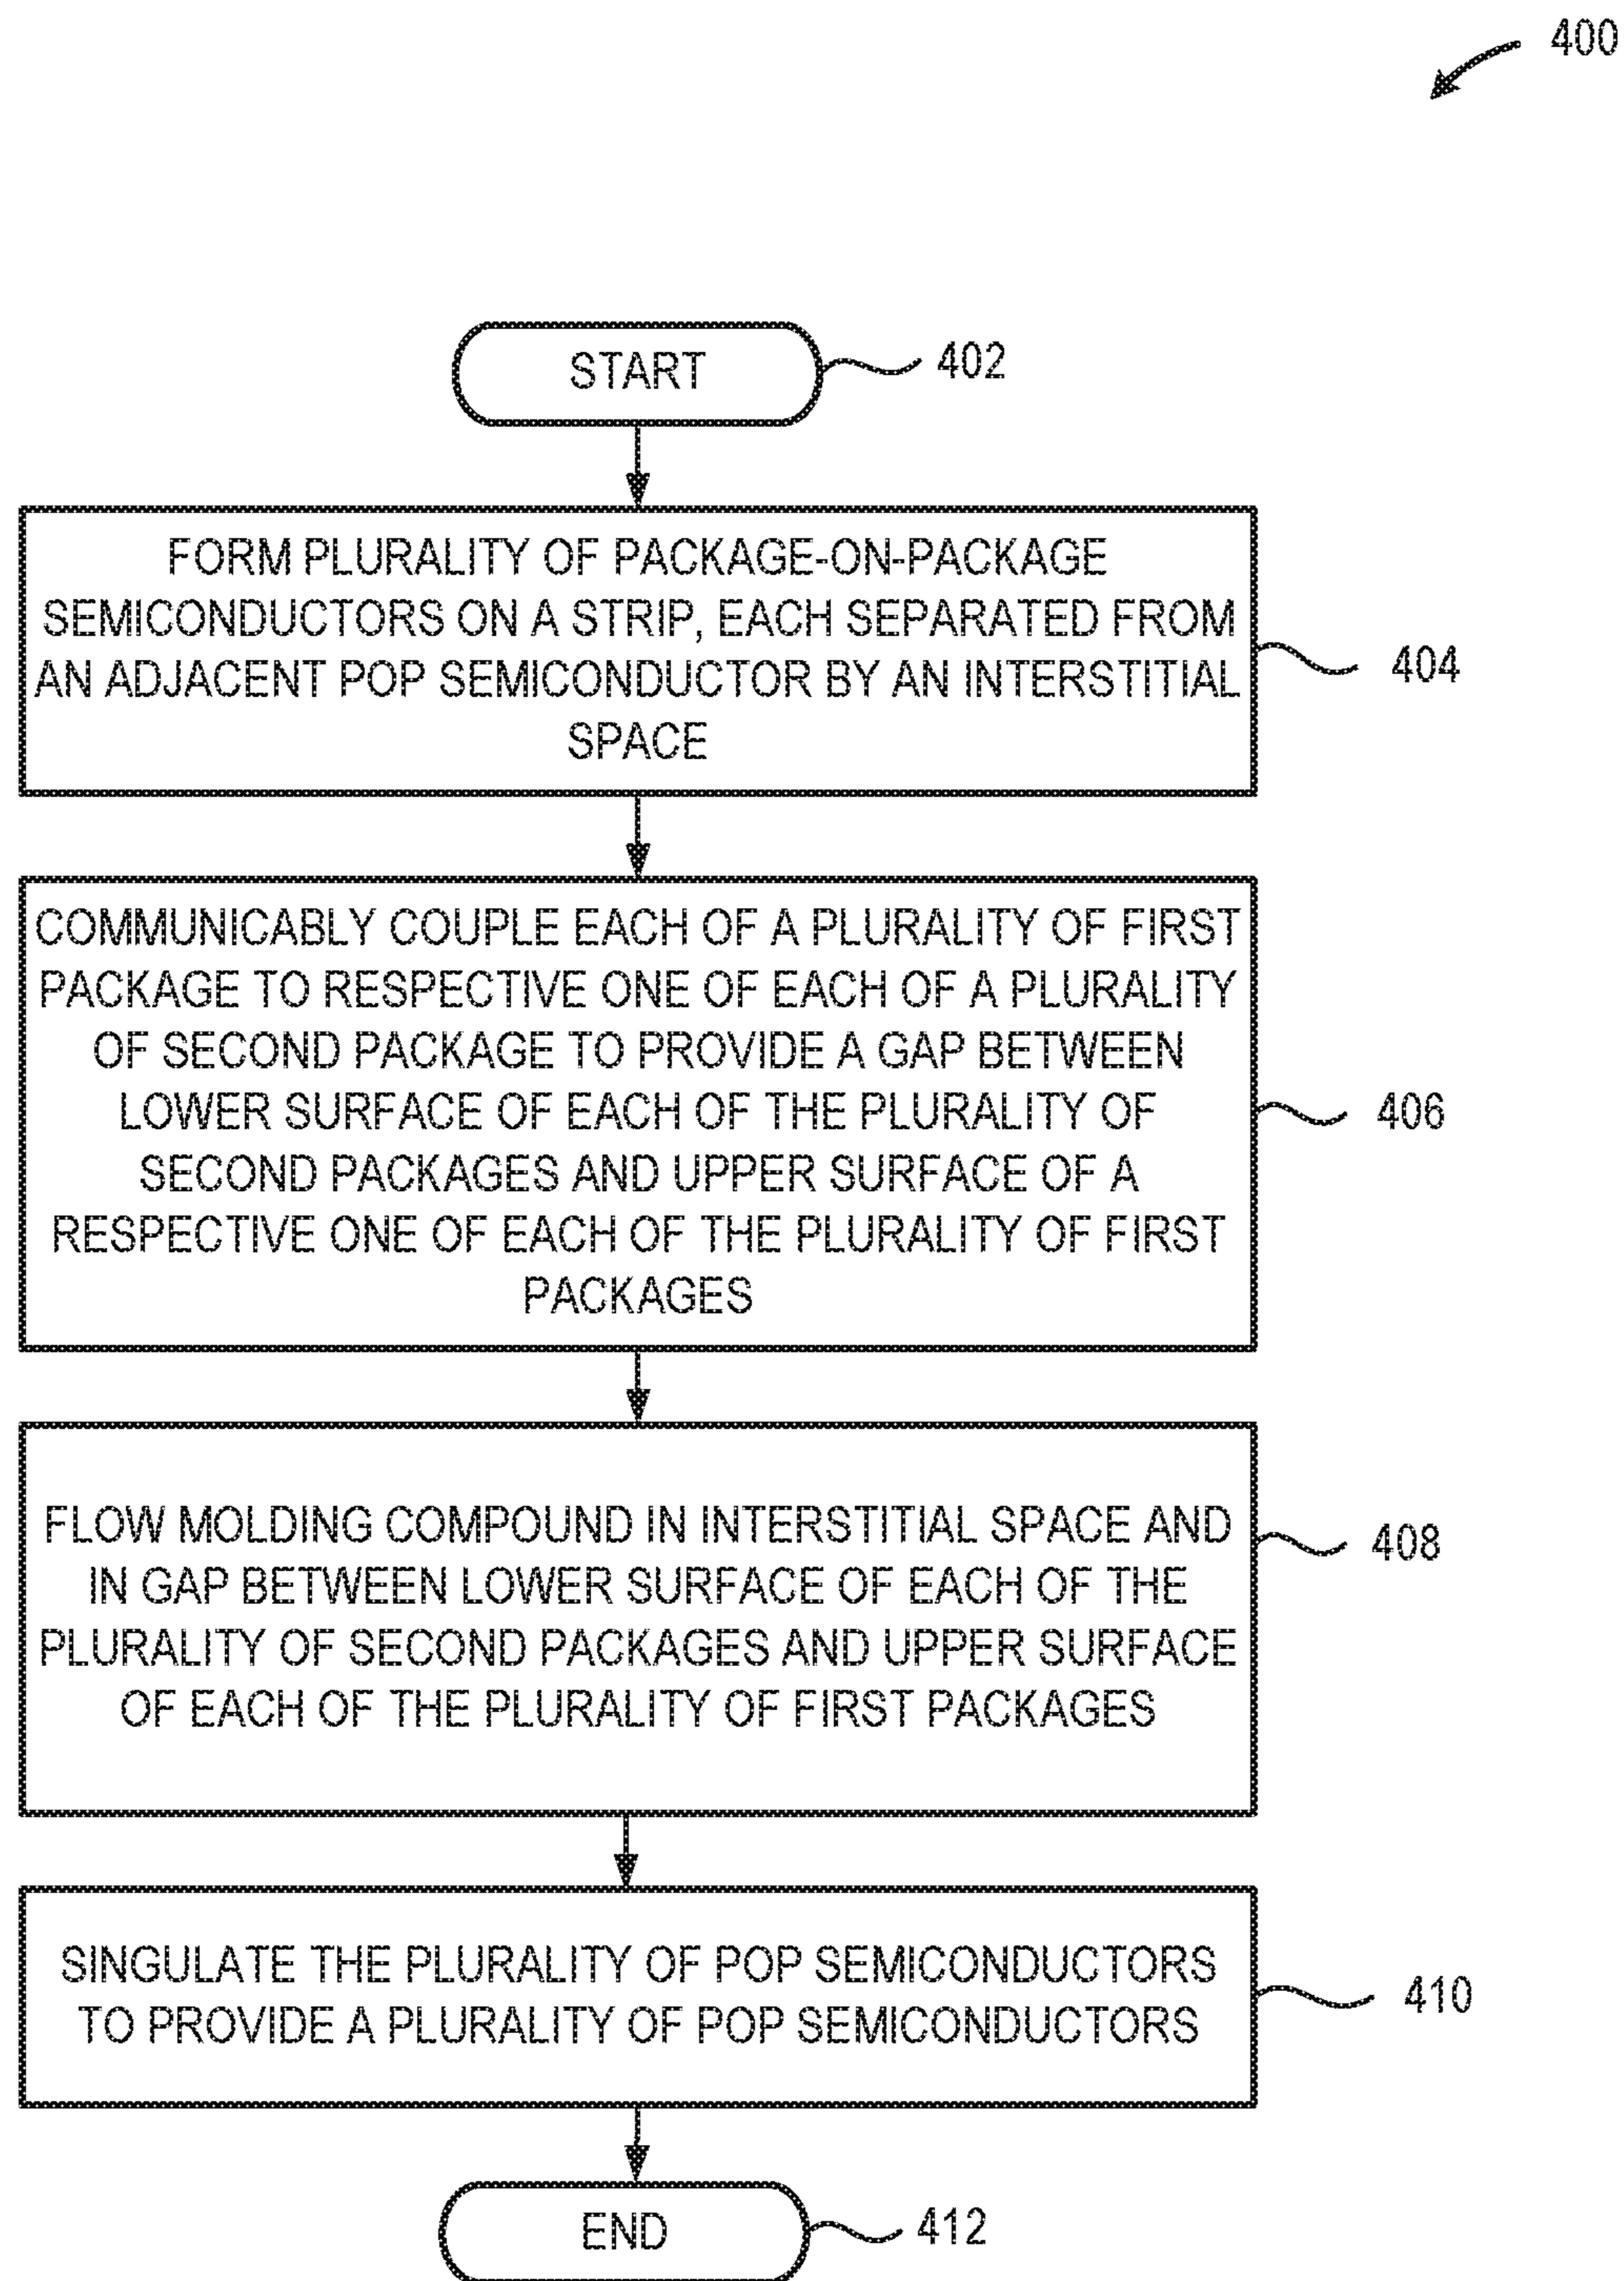 400
START
402
FORM PLURALITY OF PACKAGE-ON-PACKAGE
SEMICONDUCTORS ON A STRIP, EACH SEPARATED FROM
AN ADJACENT POP SEMICONDUCTOR BY AN INTERSTITIAL
SPACE
404
COMMUNICABLY COUPLE EACH OF A PLURALITY OF FIRST
PACKAGE TO RESPECTIVE ONE OF EACH OF A PLURALITY
OF SECOND PACKAGE TO PROVIDE A GAP BETWEEN
LOWER SURFACE OF EACH OF THE PLURALITY OF
SECOND PACKAGES AND UPPER SURFACE OF A
RESPECTIVE ONE OF EACH OF THE PLURALITY OF FIRST
PACKAGES
406
FLOW MOLDING COMPOUND IN INTERSTITIAL SPACE AND
IN GAP BETWEEN LOWER SURFACE OF EACH OF THE
PLURALITY OF SECOND PACKAGES AND UPPER SURFACE
OF EACH OF THE PLURALITY OF FIRST PACKAGES
408
SINGULATE THE PLURALITY OF POP SEMICONDUCTORS
TO PROVIDE A PLURALITY OF POP SEMICONDUCTORS
410
END
412